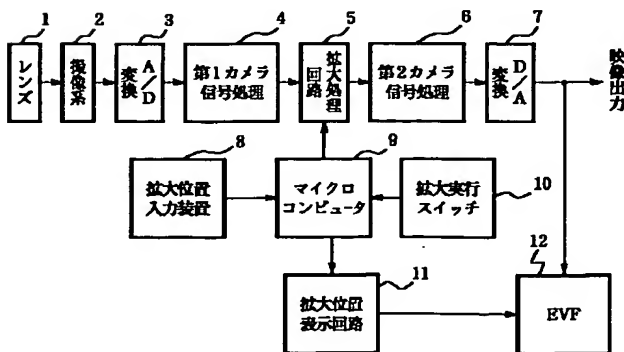 1
2
3
4
5
6
7
レンズ
撮像系
A/D
変換
第1カメラ
信号処理
拡大処理
回路
第2カメラ
信号処理
D/A
変換
映像出力
8
9
10
拡大位置
入力装置
マイクロ
コンピュータ
拡大実行
スイッチ
11
12
拡大位置
表示回路
EVF